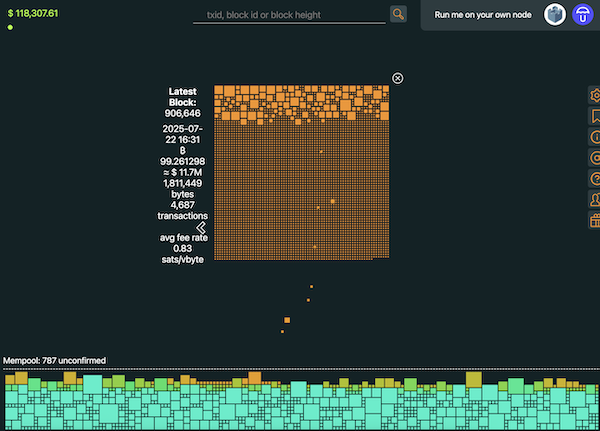 $ 118,307.61
txid, block id or block height
Run me on your own node
Latest
Block:
906,646
2025-07-
22 16:31
₿
99.261298
≈ $ 11.7M
1,811,449
bytes
4,687
transactions
avg fee rate
0.83
sats/vbyte
Mempool: 787 unconfirmed